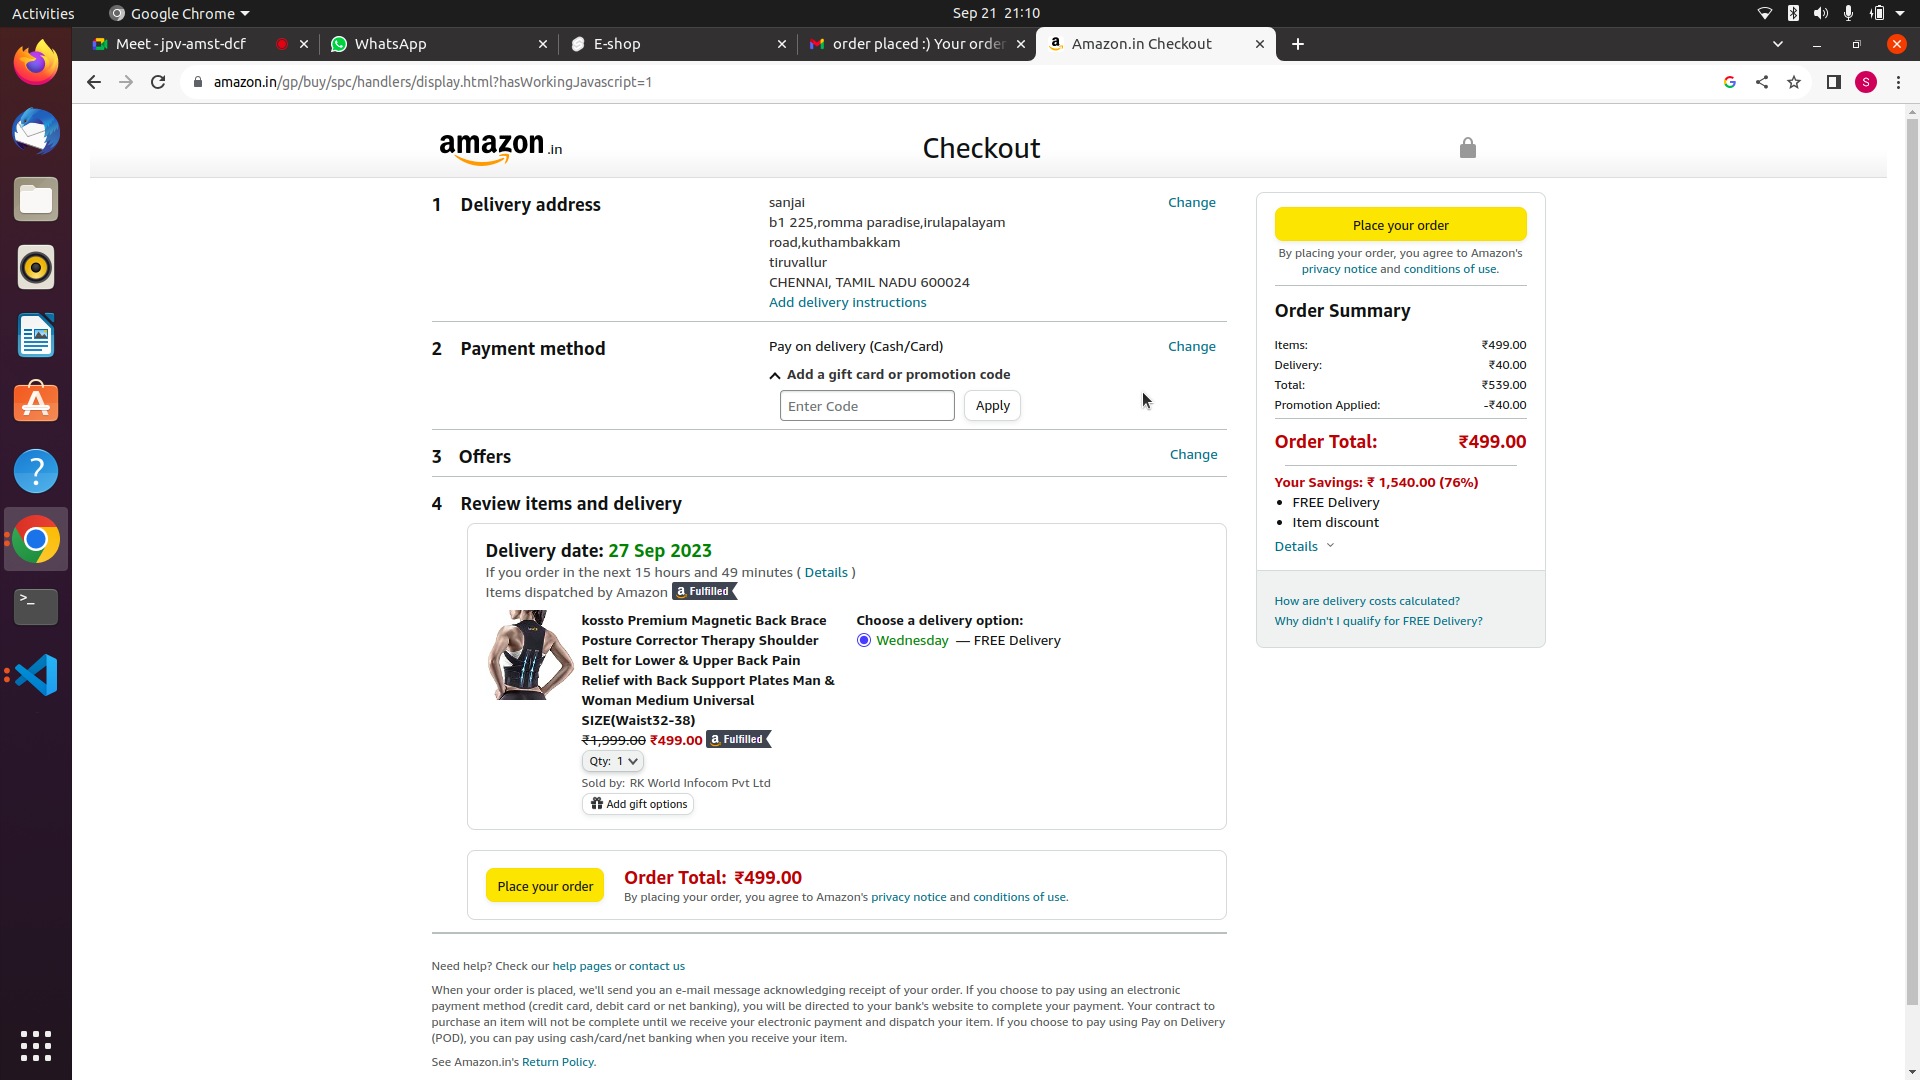 Activities
Google Chrome
Sep 21 21:10
Meet - jpv-amst-dcf
WhatsApp
E-shop
order placed :) Your order
Amazon.in Checkout
amazon.in/gp/buy/spc/handlers/display.html?hasWorkingJavascript=1
S
amazon.in
Checkout
1 Delivery address
sanjai
b1 225,romma paradise,irulapalayam
road,kuthambakkam
tiruvallur
CHENNAI, TAMIL NADU 600024
Add delivery instructions
Change
2 Payment method
Pay on delivery (Cash/Card)
Change
Add a gift card or promotion code
Enter Code
Apply
3 Offers
Change
4 Review items and delivery
Delivery date: 27 Sep 2023
If you order in the next 15 hours and 49 minutes ( Details )
Items dispatched by Amazon a Fulfilled
kossto Premium Magnetic Back Brace
Posture Corrector Therapy Shoulder
Belt for Lower & Upper Back Pain
Relief with Back Support Plates Man &
Woman Medium Universal
SIZE(Waist32-38)
₹1,999.00 ₹499.00 a Fulfilled
Qty: 1
Sold by: RK World Infocom Pvt Ltd
Add gift options
Choose a delivery option:
Wednesday — FREE Delivery
Place your order
Order Total: ₹499.00
By placing your order, you agree to Amazon's privacy notice and conditions of use.
Need help? Check our help pages or contact us
When your order is placed, we'll send you an e-mail message acknowledging receipt of your order. If you choose to pay using an electronic
payment method (credit card, debit card or net banking), you will be directed to your bank's website to complete your payment. Your contract to
purchase an item will not be complete until we receive your electronic payment and dispatch your item. If you choose to pay using Pay on Delivery
(POD), you can pay using cash/card/net banking when you receive your item.
See Amazon.in's Return Policy.
Place your order
By placing your order, you agree to Amazon's
privacy notice and conditions of use.
Order Summary
Items: ₹499.00
Delivery: ₹40.00
Total: ₹539.00
Promotion Applied: -₹40.00
Order Total: ₹499.00
Your Savings: ₹ 1,540.00 (76%)
FREE Delivery
Item discount
Details
How are delivery costs calculated?
Why didn't I qualify for FREE Delivery?